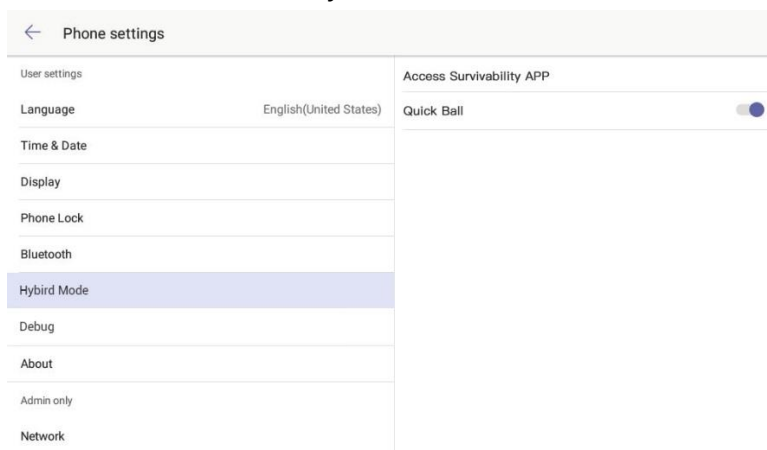 Phone settings
User settings
Language English(United States)
Time & Date
Display
Phone Lock
Bluetooth
Hybird Mode
Debug
About
Admin only
Network
Access Survivability APP
Quick Ball